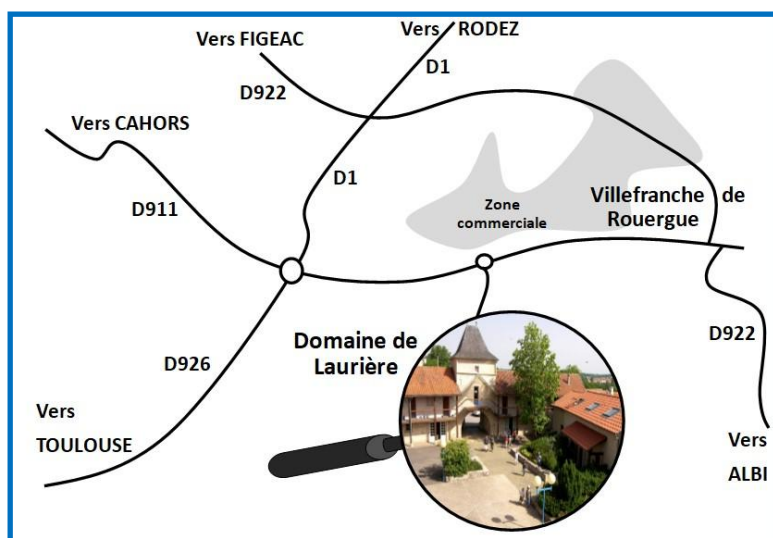 Vers FIGEAC
Vers RODEZ
D1
D922
Vers CAHORS
D1
D911
Zone
commerciale
Villefranche de
Rouergue
Domaine de
Laurière
D922
D926
Vers
TOULOUSE
Vers
ALBI